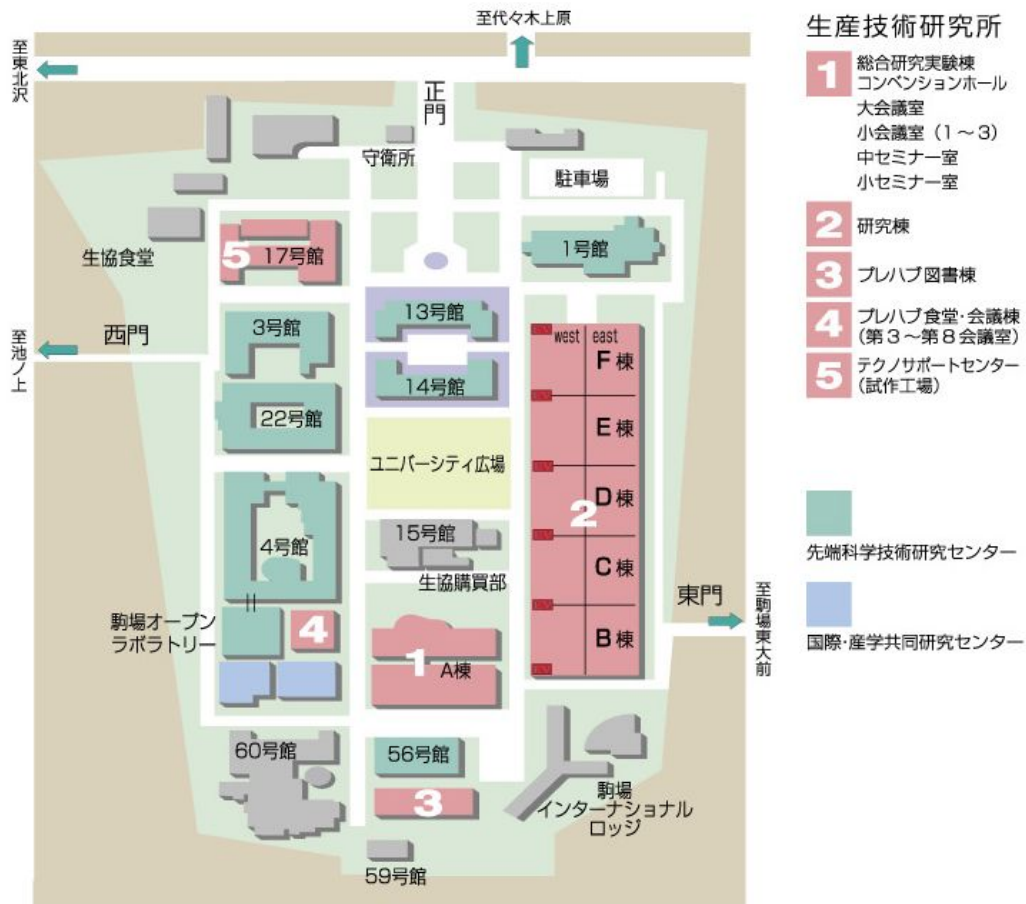 至代々木上原
至東北沢
正門
守衛所
駐車場
生協食堂
5
17号館
1号館
至池ノ上
西門
3号館
13号館
14号館
22号館
ユニバーシティ広場
west
east
F棟
E棟
D棟
2
C棟
B棟
4号館
15号館
生協購買部
東門
至駒場東大前
駒場オープン
ラボラトリー
4
1
A棟
60号館
56号館
3
駒場
インターナショナル
ロッジ
59号館
生産技術研究所
1
総合研究実験棟
コンベンションホール
大会議室
小会議室（1～3）
中セミナー室
小セミナー室
2
研究棟
3
プレハブ図書棟
4
プレハブ食堂・会議棟
(第3～第8会議室)
5
テクノサポートセンター
(試作工場)
先端科学技術研究センター
国際・産学共同研究センター